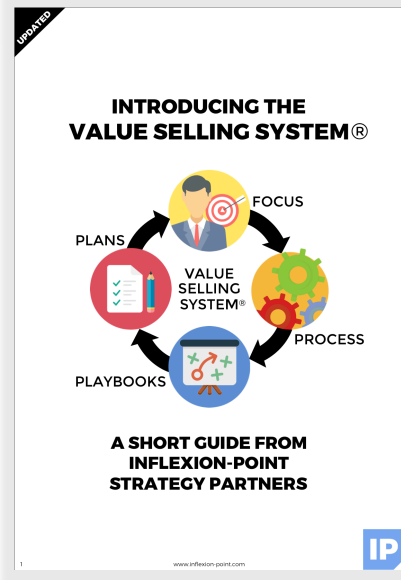 UPDATED
INTRODUCING THE
VALUE SELLING SYSTEM®
FOCUS
PLANS
VALUE
SELLING
SYSTEM®
PROCESS
PLAYBOOKS
A SHORT GUIDE FROM
INFLEXION-POINT
STRATEGY PARTNERS
IP
1
www.inflexion-point.com